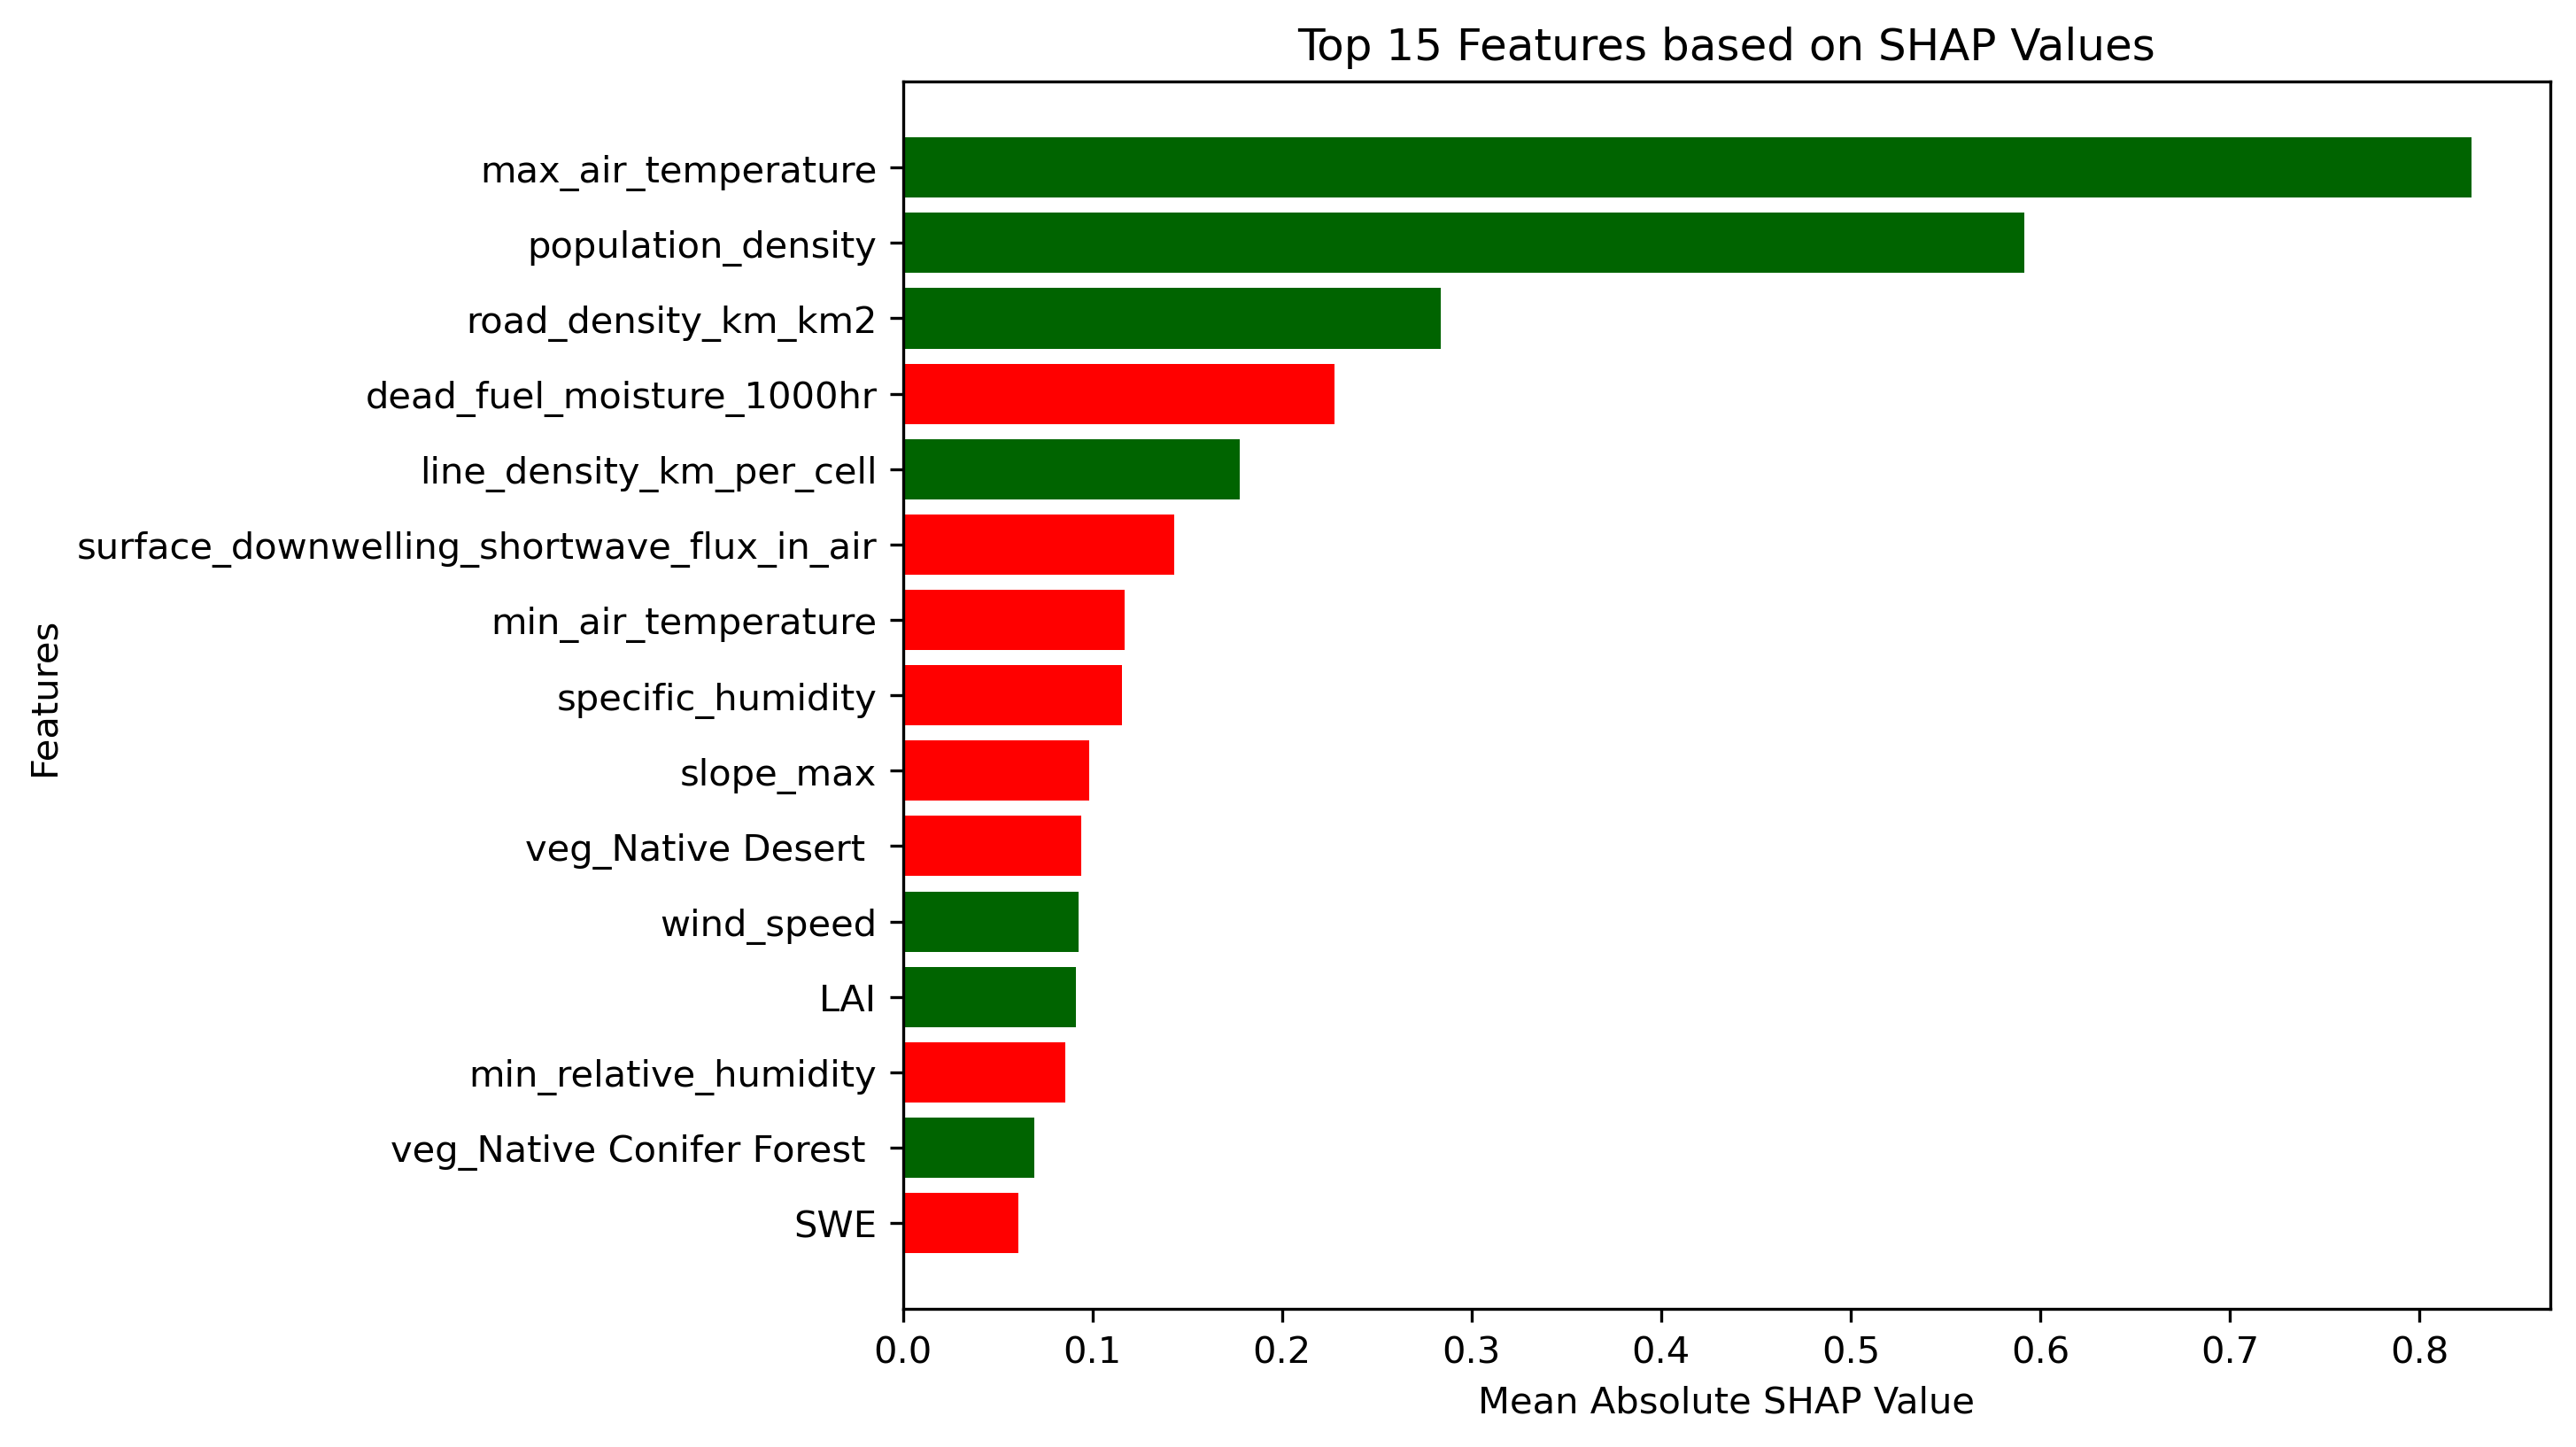 Top 15 Features based on SHAP Values
max_air_temperature
population_density
road_density_km_km2
dead_fuel_moisture_1000hr
line_density_km_per_cell
surface_downwelling_shortwave_flux_in_air
min_air_temperature
specific_humidity
slope_max
veg_Native Desert
wind_speed
LAI
min_relative_humidity
veg_Native Conifer Forest
SWE
Features
0.0 0.1 0.2 0.3 0.4 0.5 0.6 0.7 0.8
Mean Absolute SHAP Value